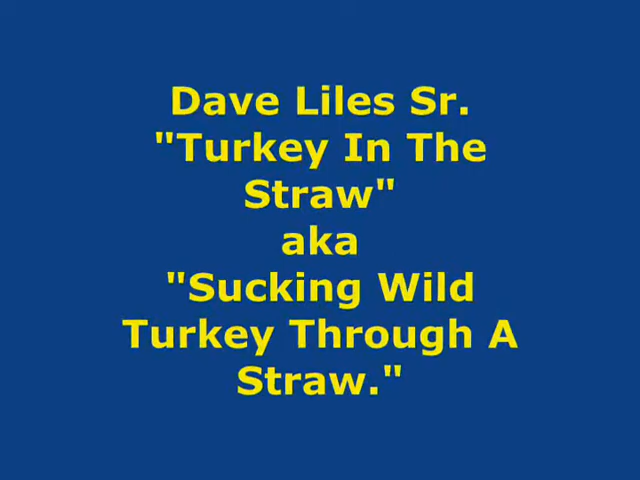 Dave Liles Sr.
"Turkey In The
Straw"
aka
"Sucking Wild
Turkey Through A
Straw."